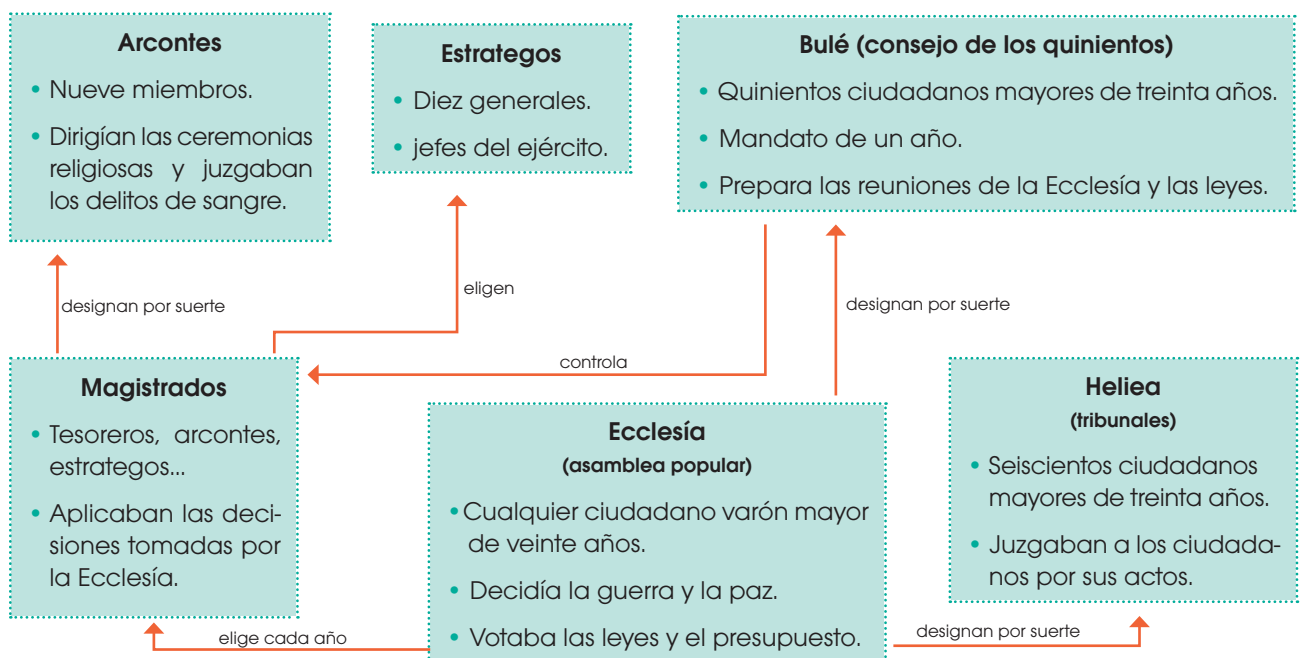 Arcontes
• Nueve miembros.
• Dirigían las ceremonias
religiosas y juzgaban
los delitos de sangre.
Estrategos
• Diez generales.
• jefes del ejército.
Bulé (consejo de los quinientos)
• Quinientos ciudadanos mayores de treinta años.
• Mandato de un año.
• Prepara las reuniones de la Ecclesía y las leyes.
designan por suerte
eligen
designan por suerte
controla
Magistrados
• Tesoreros, arcontes,
estrategos...
• Aplicaban las deci-
siones tomadas por
la Ecclesía.
Ecclesía
(asamblea popular)
• Cualquier ciudadano varón mayor
de veinte años.
• Decidía la guerra y la paz.
• Votaba las leyes y el presupuesto.
Heliea
(tribunales)
• Seiscientos ciudadanos
mayores de treinta años.
• Juzgaban a los ciudada-
nos por sus actos.
elige cada año
designan por suerte